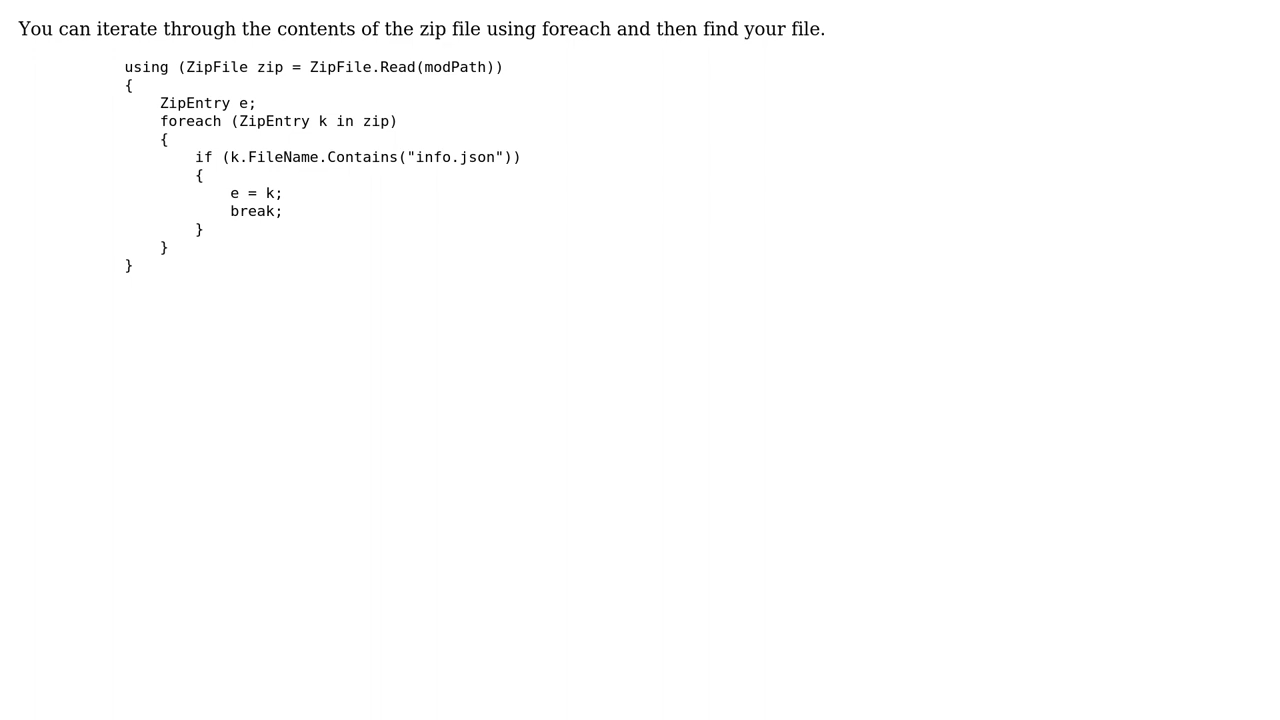 You can iterate through the contents of the zip file using foreach and then find your file.
using (ZipFile zip = ZipFile.Read(modPath))
{
    ZipEntry e;
    foreach (ZipEntry k in zip)
    {
        if (k.FileName.Contains("info.json"))
        {
            e = k;
            break;
        }
    }
}